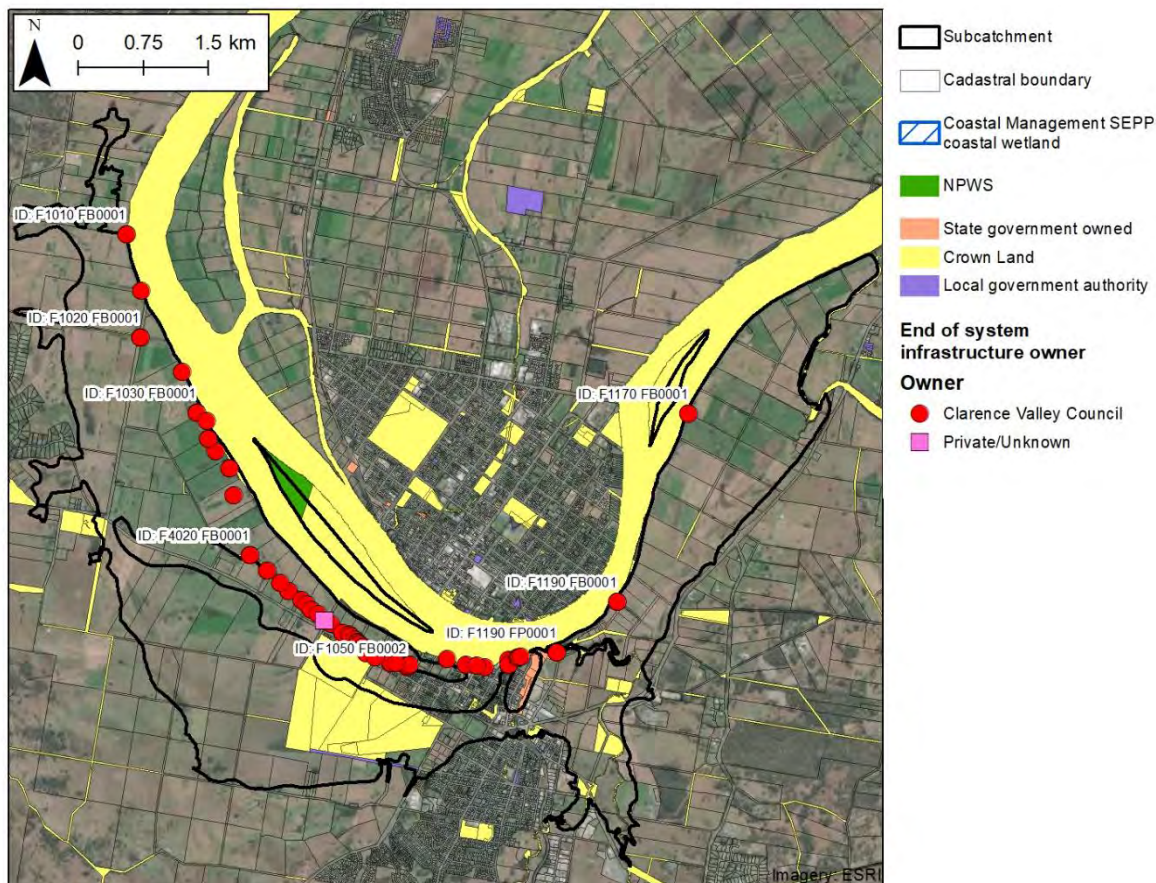 N
0 0.75 1.5 km
ID: F1010 FB0001
ID: F1020 FB0001
ID: F1030 FB0001
ID: F1170 FB0001
ID: F4020 FB0001
ID: F1190 FB0001
ID: F1190 FP0001
ID: F1050 FB0002
Imagery: ESRI
Subcatchment
Cadastral boundary
Coastal Management SEPP
coastal wetland
NPWS
State government owned
Crown Land
Local government authority
End of system
infrastructure owner
Owner
Clarence Valley Council
Private/Unknown